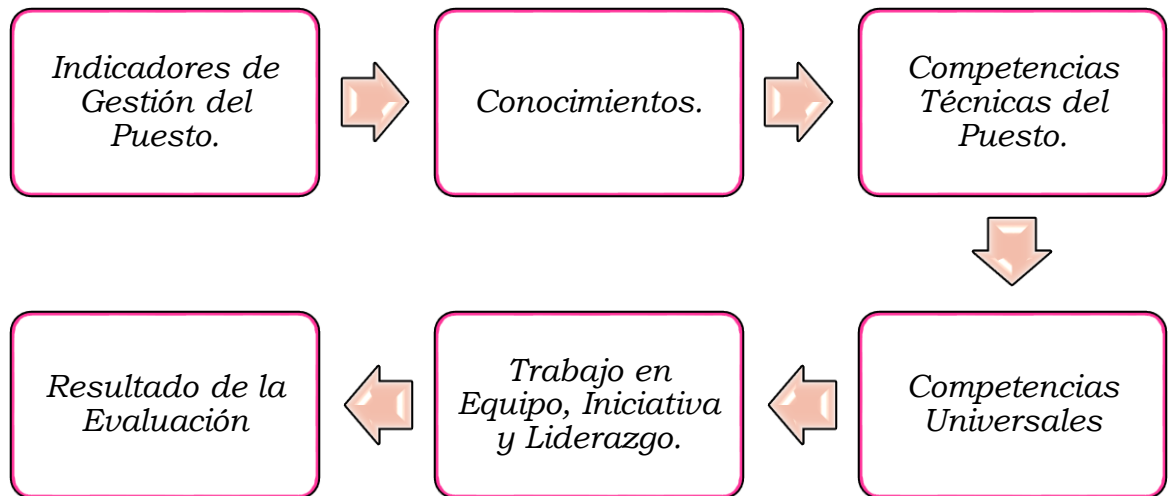 Indicadores de
Gestión del
Puesto.
Conocimientos.
Competencias
Técnicas del
Puesto.
Competencias
Universales
Trabajo en
Equipo, Iniciativa
y Liderazgo.
Resultado de la
Evaluación